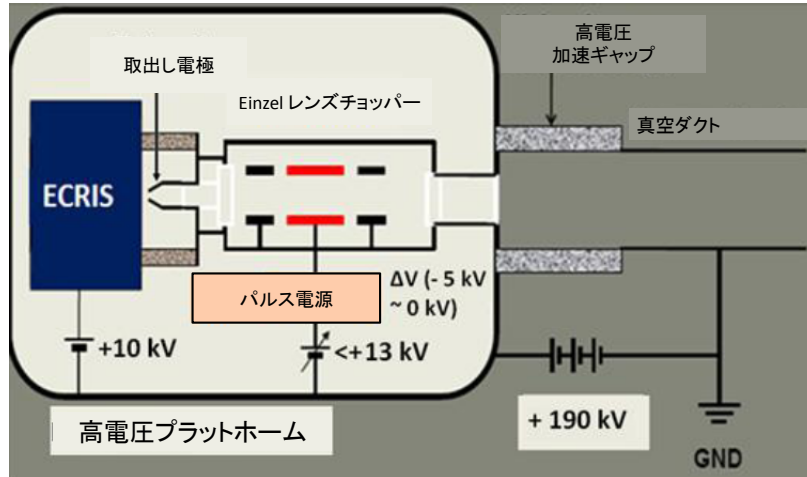 高電圧
加速ギャップ
取出し電極
Einzel レンズチョッパー
真空ダクト
ECRIS
ΔV (- 5 kV
~ 0 kV)
パルス電源
+10 kV
<+13 kV
高電圧プラットホーム
+ 190 kV
GND